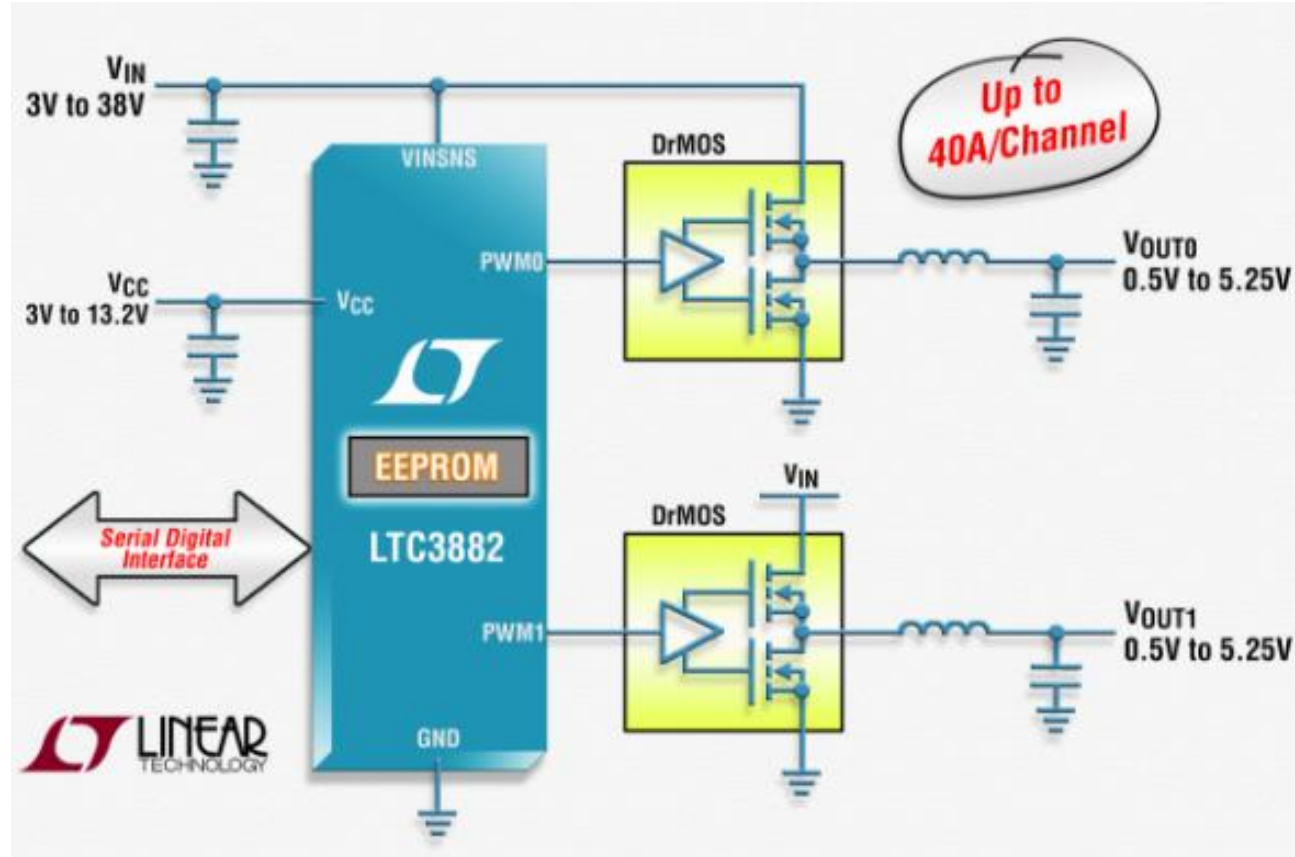 VIN
3V to 38V
Up to
40A/Channel
VINSNS
DrMOS
PWM0
VOUT0
0.5V to 5.25V
VCC
3V to 13.2V
VCC
EEPROM
LTC3882
Serial Digital
Interface
VIN
DrMOS
PWM1
VOUT1
0.5V to 5.25V
GND
LINEAR
TECHNOLOGY